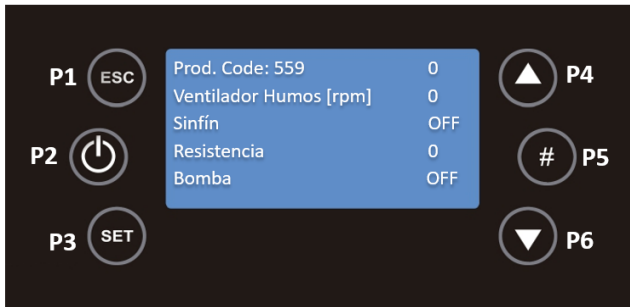 P1 ESC
P2
P3 SET
Prod. Code: 559 0
Ventilador Humos [rpm] 0
Sinfín OFF
Resistencia 0
Bomba OFF
P4
# P5
P6